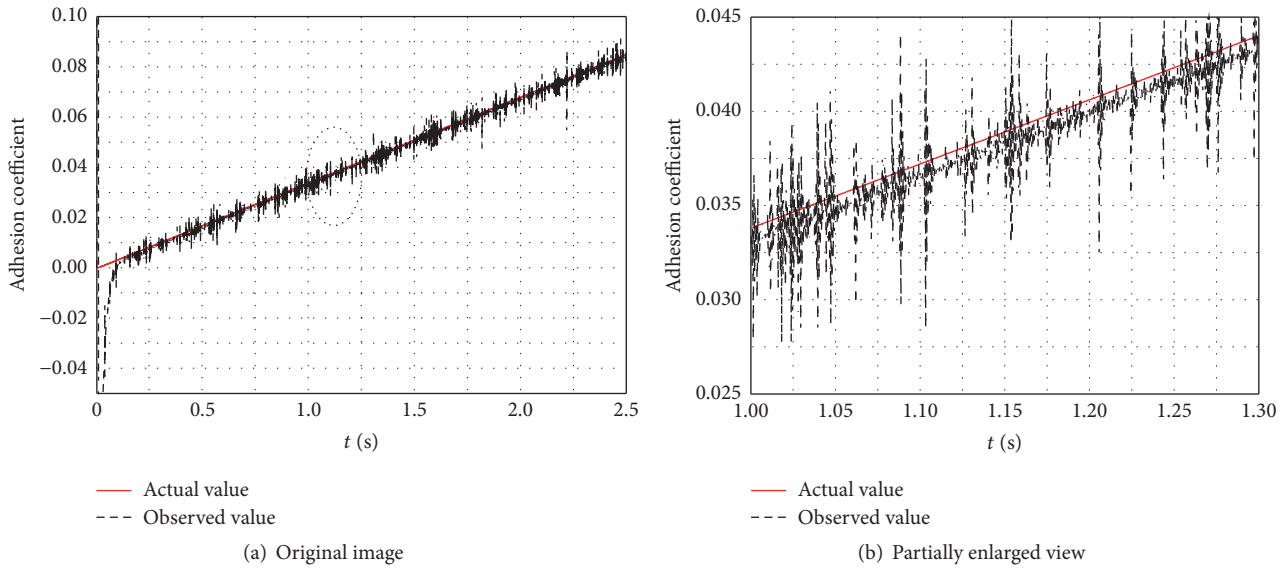 0.10
0.08
0.06
0.04
0.02
0.00
−0.02
−0.04
Adhesion coefficient
0 0.5 1.0 1.5 2.0 2.5
t (s)
Actual value
Observed value
(a) Original image
0.045
0.040
0.035
0.030
0.025
Adhesion coefficient
1.00 1.05 1.10 1.15 1.20 1.25 1.30
t (s)
Actual value
Observed value
(b) Partially enlarged view